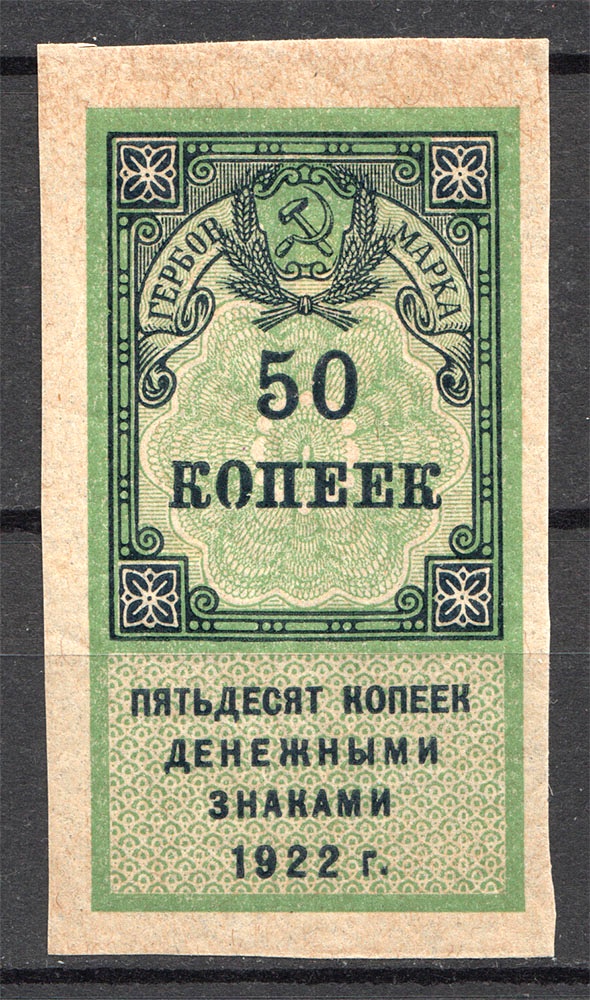 ГЕРБОВ МАРКА
50
КОПЕЕК
ПЯТЬДЕСЯТ КОПЕЕК
ДЕНЕЖНЫМИ
ЗНАКАМИ
1922 г.